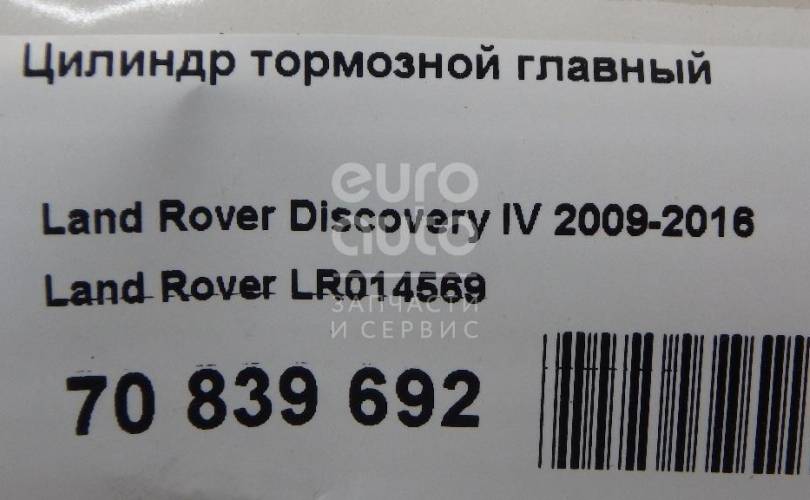 Цилиндр тормозной главный
euro
auto
Land Rover Discovery IV 2009-2016
Land Rover LR014569
ЗАПЧАСТИ
И СЕРВИС
70 839 692